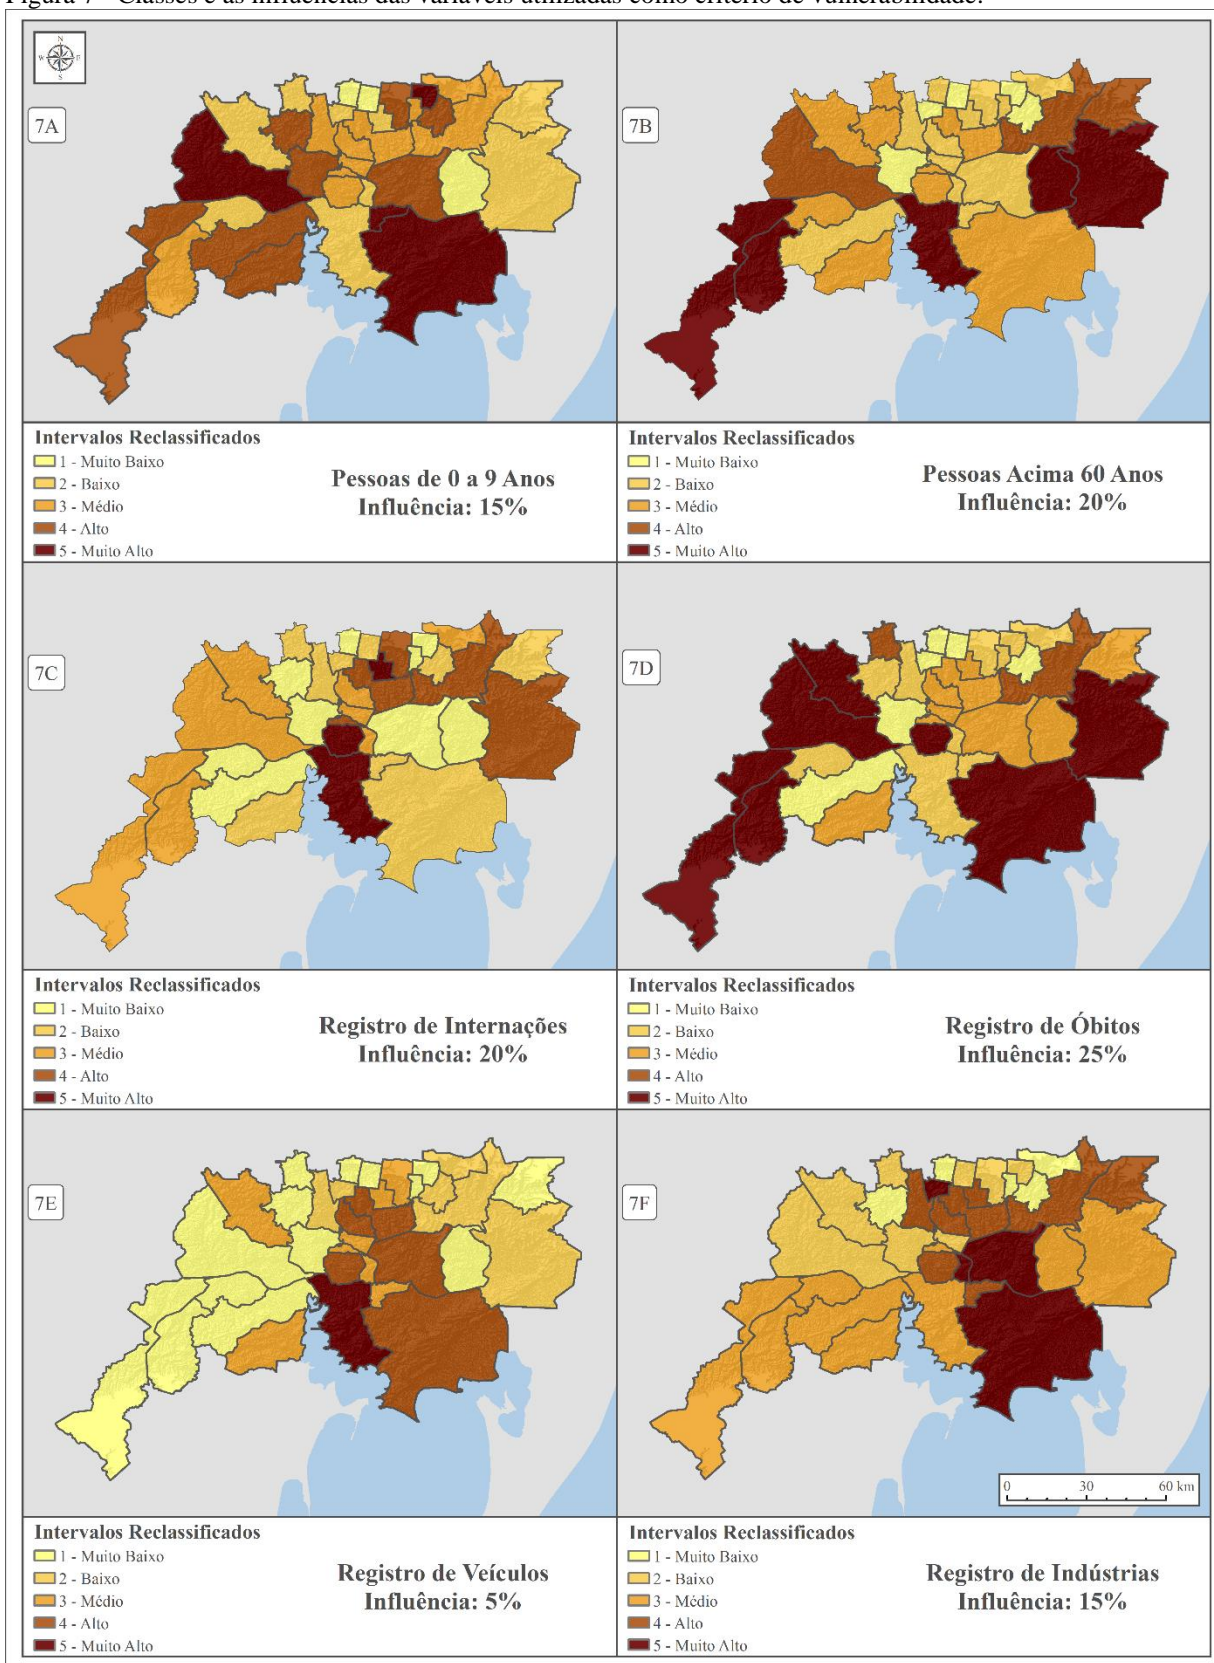 Figura 7 - Classes e as influências das variáveis utilizadas como critério de vulnerabilidade.
N
W E
S
7A
Intervalos Reclassificados
1 - Muito Baixo
2 - Baixo
3 - Médio
4 - Alto
5 - Muito Alto
Pessoas de 0 a 9 Anos
Influência: 15%
7B
Intervalos Reclassificados
1 - Muito Baixo
2 - Baixo
3 - Médio
4 - Alto
5 - Muito Alto
Pessoas Acima 60 Anos
Influência: 20%
7C
Intervalos Reclassificados
1 - Muito Baixo
2 - Baixo
3 - Médio
4 - Alto
5 - Muito Alto
Registro de Internações
Influência: 20%
7D
Intervalos Reclassificados
1 - Muito Baixo
2 - Baixo
3 - Médio
4 - Alto
5 - Muito Alto
Registro de Óbitos
Influência: 25%
7E
Intervalos Reclassificados
1 - Muito Baixo
2 - Baixo
3 - Médio
4 - Alto
5 - Muito Alto
Registro de Veículos
Influência: 5%
7F
0 30 60 km
Intervalos Reclassificados
1 - Muito Baixo
2 - Baixo
3 - Médio
4 - Alto
5 - Muito Alto
Registro de Indústrias
Influência: 15%